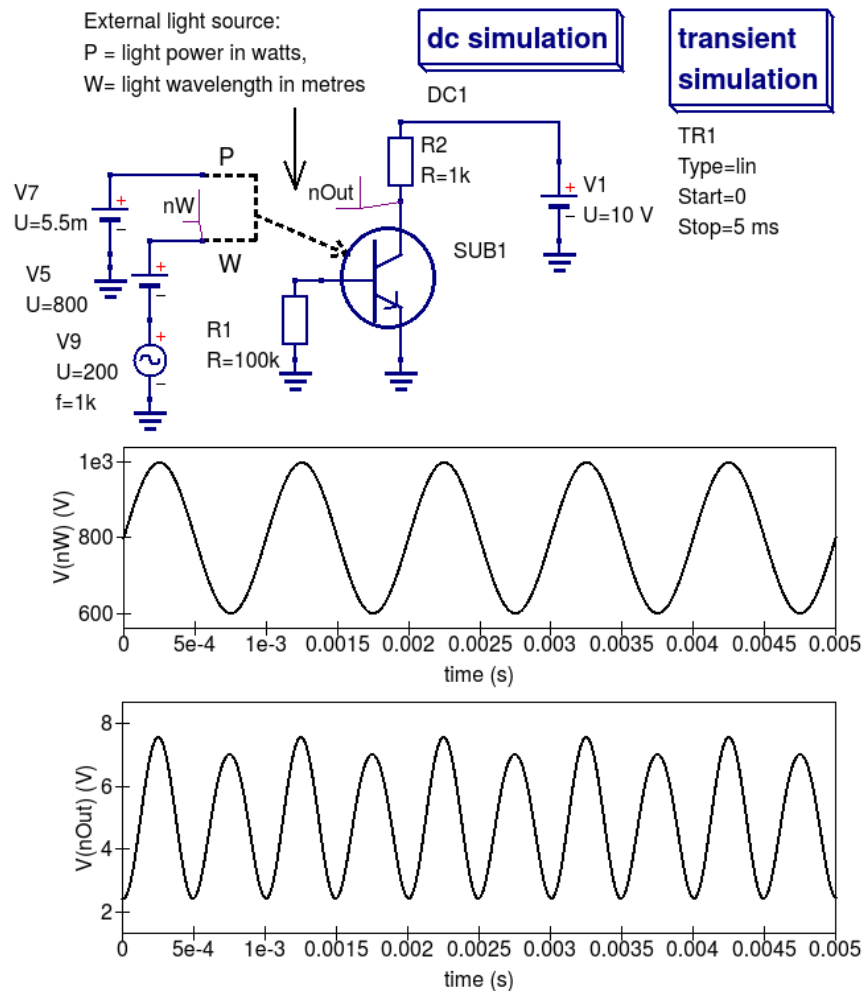 External light source:
P = light power in watts,
W= light wavelength in metres
dc simulation
DC1
transient
simulation
TR1
Type=lin
Start=0
Stop=5 ms
P
nW
W
V7
U=5.5m
+
–
V5
U=800
+
–
V9
U=200
f=1k
+
–
R1
R=100k
nOut
R2
R=1k
SUB1
V1
U=10 V
+
–
V(nW) (V)
1e3
800
600
0 5e-4 1e-3 0.0015 0.002 0.0025 0.003 0.0035 0.004 0.0045 0.005
time (s)
V(nOut) (V)
8
6
4
2
0 5e-4 1e-3 0.0015 0.002 0.0025 0.003 0.0035 0.004 0.0045 0.005
time (s)